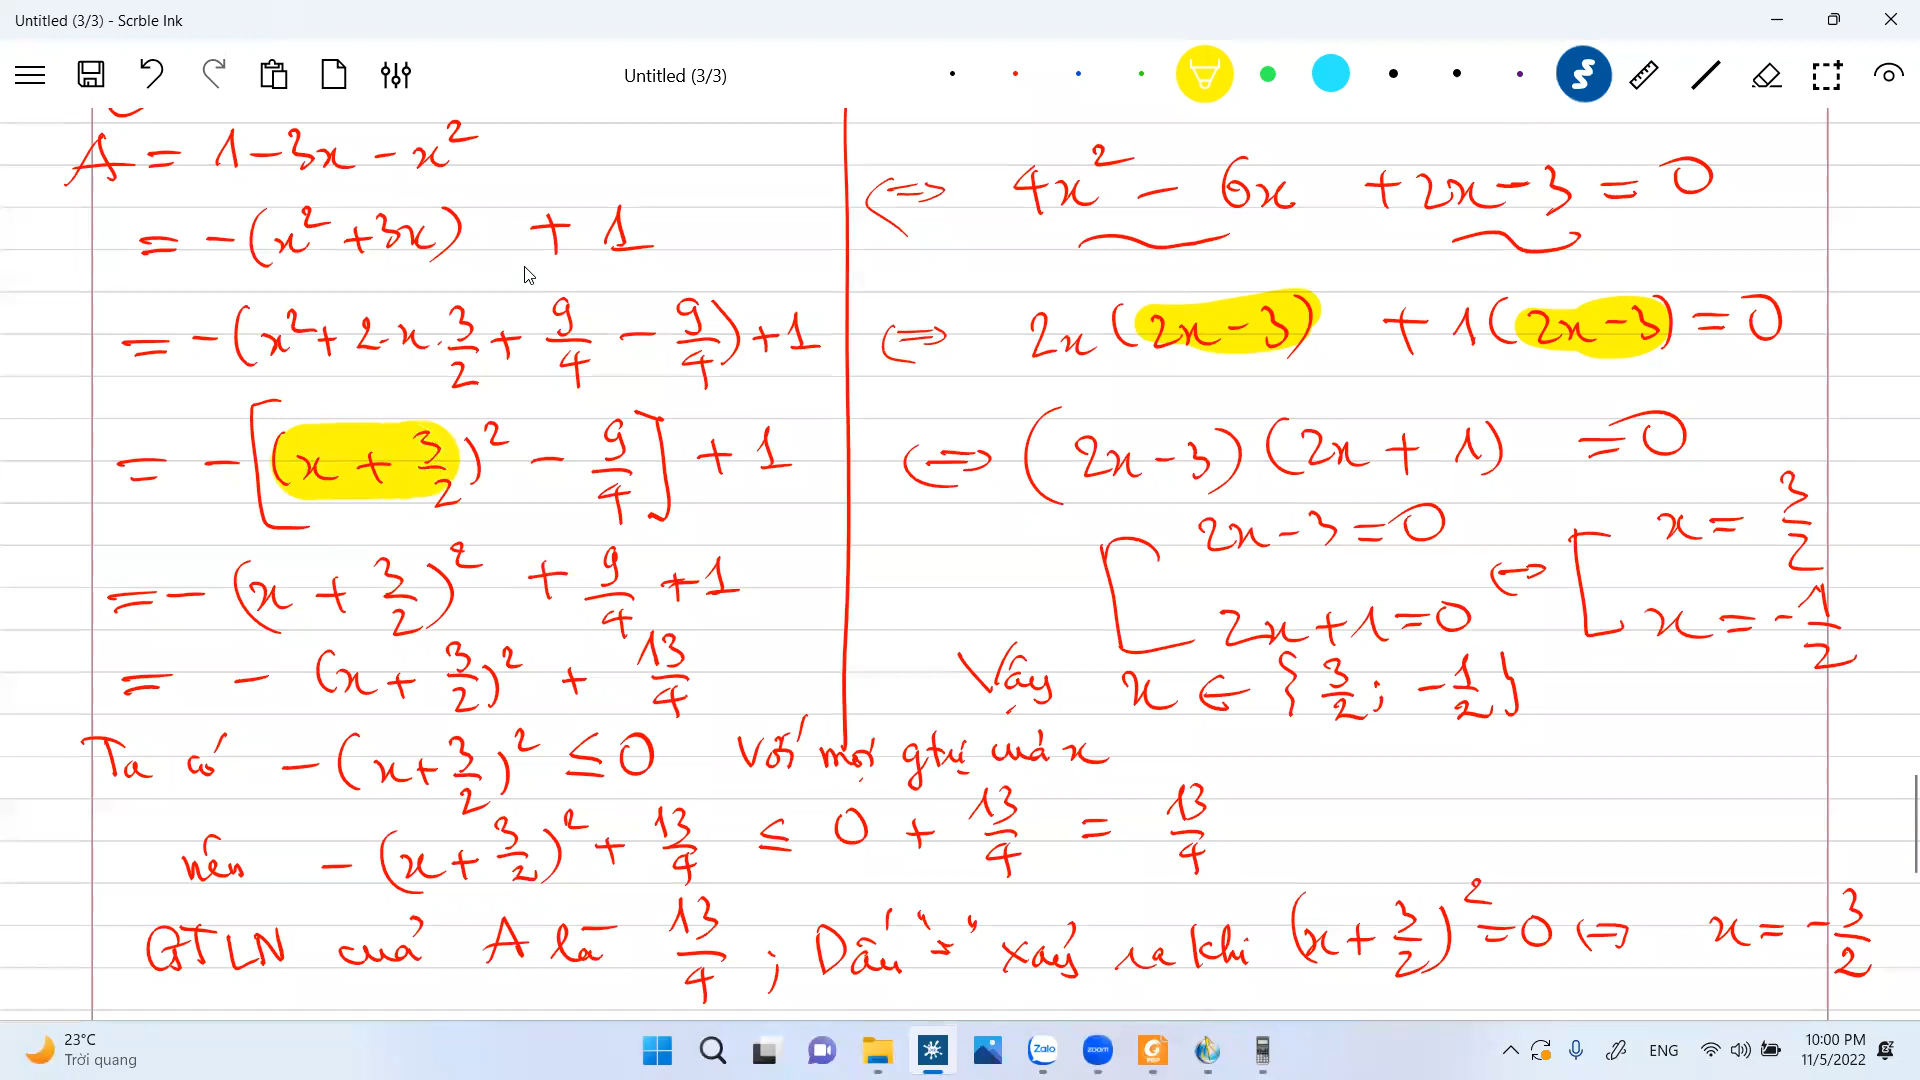 Untitled (3/3) - Scrble Ink
Untitled (3/3)
A = 1 - 3x - x²
= -(x² + 3x) + 1
= -(x² + 2.x.3/2 + 9/4 - 9/4) + 1
= -[(x + 3/2)² - 9/4] + 1
= -(x + 3/2)² + 9/4 + 1
= -(x + 3/2)² + 13/4
⇔ 4x² - 6x + 2x - 3 = 0
⇔ 2x(2x - 3) + 1(2x - 3) = 0
⇔ (2x - 3)(2x + 1) = 0
[ 2x - 3 = 0 ⇔ [ x = 3/2
2x + 1 = 0 x = -1/2
Vậy x ∈ {3/2; -1/2}
Ta có -(x + 3/2)² ≤ 0 với mọi gtrị của x
nên -(x + 3/2)² + 13/4 ≤ 0 + 13/4 = 13/4
GTLN của A là 13/4 ; Dấu "=" xảy ra khi (x + 3/2)² = 0 ⇔ x = -3/2
23°C
Trời quang
Zalo
zoom
ENG
10:00 PM
11/5/2022